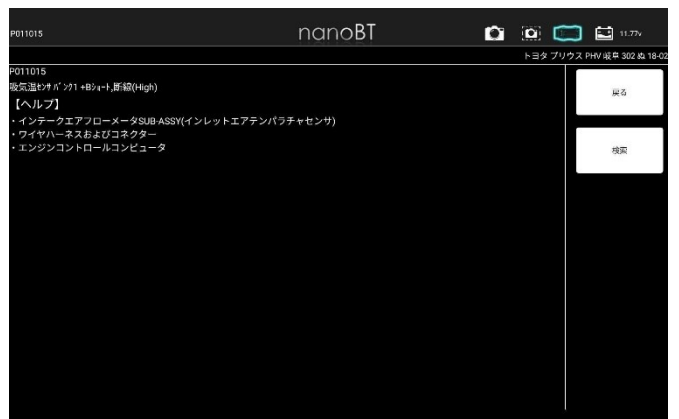 P011015
nanoBT
11.77v
トヨタ プリウス PHV 岐阜 302 ぬ 18-02
P011015
吸気温センサ バンク1 +Bショート,断線(High)
【ヘルプ】
・インテークエアフローメータSUB-ASSY(インレットエアテンパラチャセンサ)
・ワイヤハーネスおよびコネクター
・エンジンコントロールコンピュータ
戻る
検索